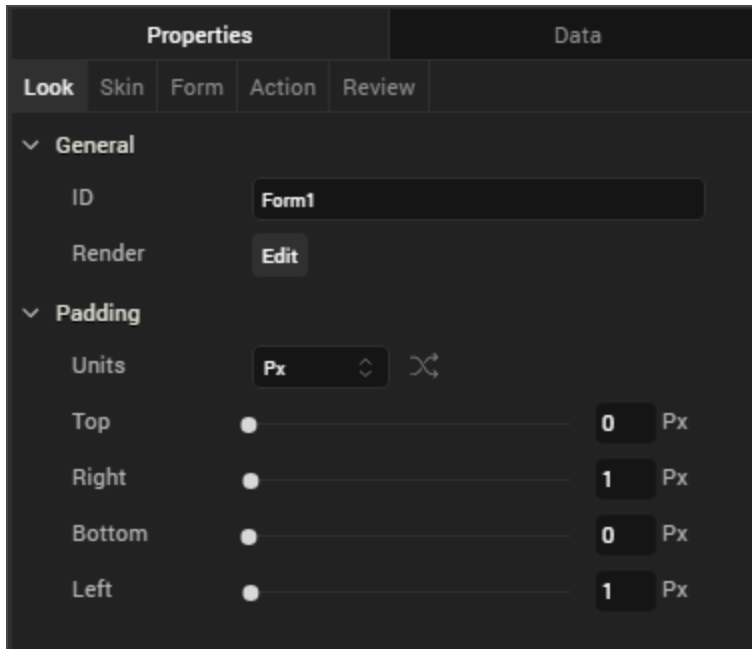 Properties Data
Look Skin Form Action Review
General
ID Form1
Render Edit
Padding
Units Px
Top 0 Px
Right 1 Px
Bottom 0 Px
Left 1 Px